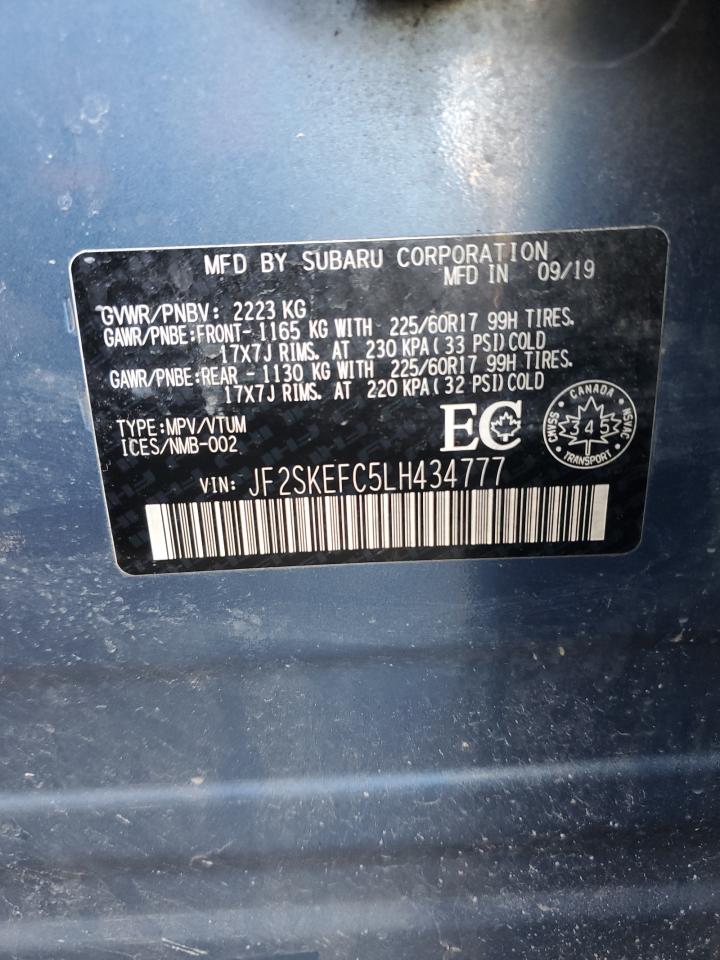 MFD BY SUBARU CORPORATION
MFD IN 09/19
GVWR/PNBV: 2223 KG
GAWR/PNBE:FRONT- 1165 KG WITH 225/60R17 99H TIRES.
17X7J RIMS. AT 230 KPA( 33 PSI)COLD
GAWR/PNBE:REAR - 1130 KG WITH 225/60R17 99H TIRES.
17X7J RIMS. AT 220 KPA( 32 PSI)COLD
TYPE:MPV/VTUM
ICES/NMB-002
EC
CANADA
CMVSS
345
NSVAC
TRANSPORT
VIN: JF2SKEFC5LH434777